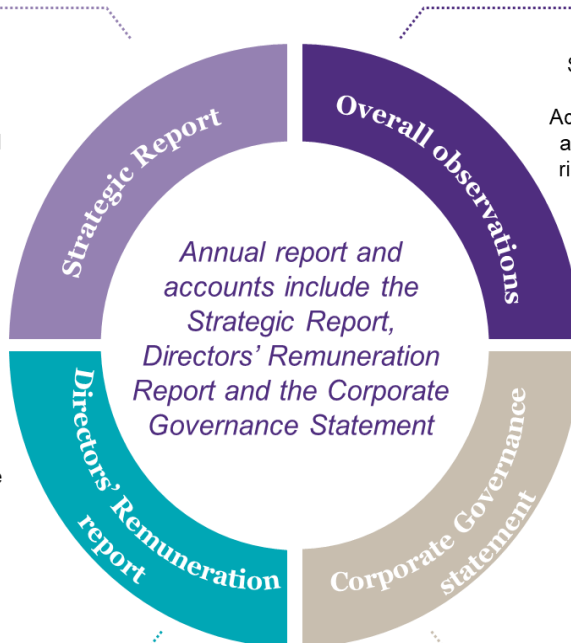 Strategic Report
Overall observations
Annual report and
accounts include the
Strategic Report,
Directors' Remuneration
Report and the Corporate
Governance Statement
Directors' Remuneration
report
Corporate Governance
statement